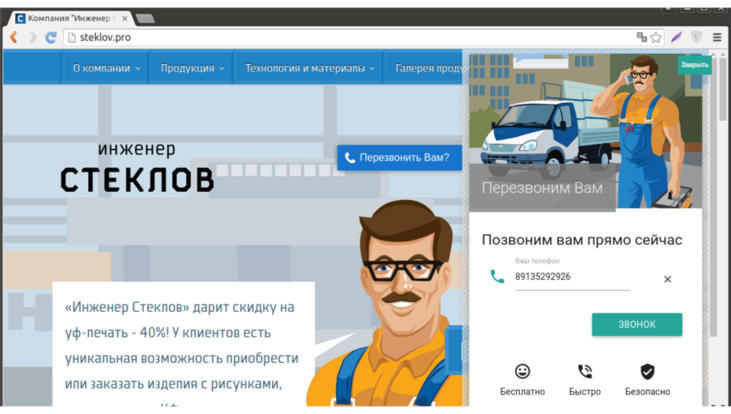 Компания "Инженер С
steklov.pro
О компании
Продукция
Технология и материалы
Галерея проду
Закрыть
инженер
СТЕКЛОВ
Перезвонить Вам?
Перезвоним Вам
Позвоним вам прямо сейчас
Ваш телефон
89135292926
ЗВОНОК
Бесплатно
Быстро
Безопасно
«Инженер Стеклов» дарит скидку на
уф-печать - 40%! У клиентов есть
уникальная возможность приобрести
или заказать изделия с рисунками,